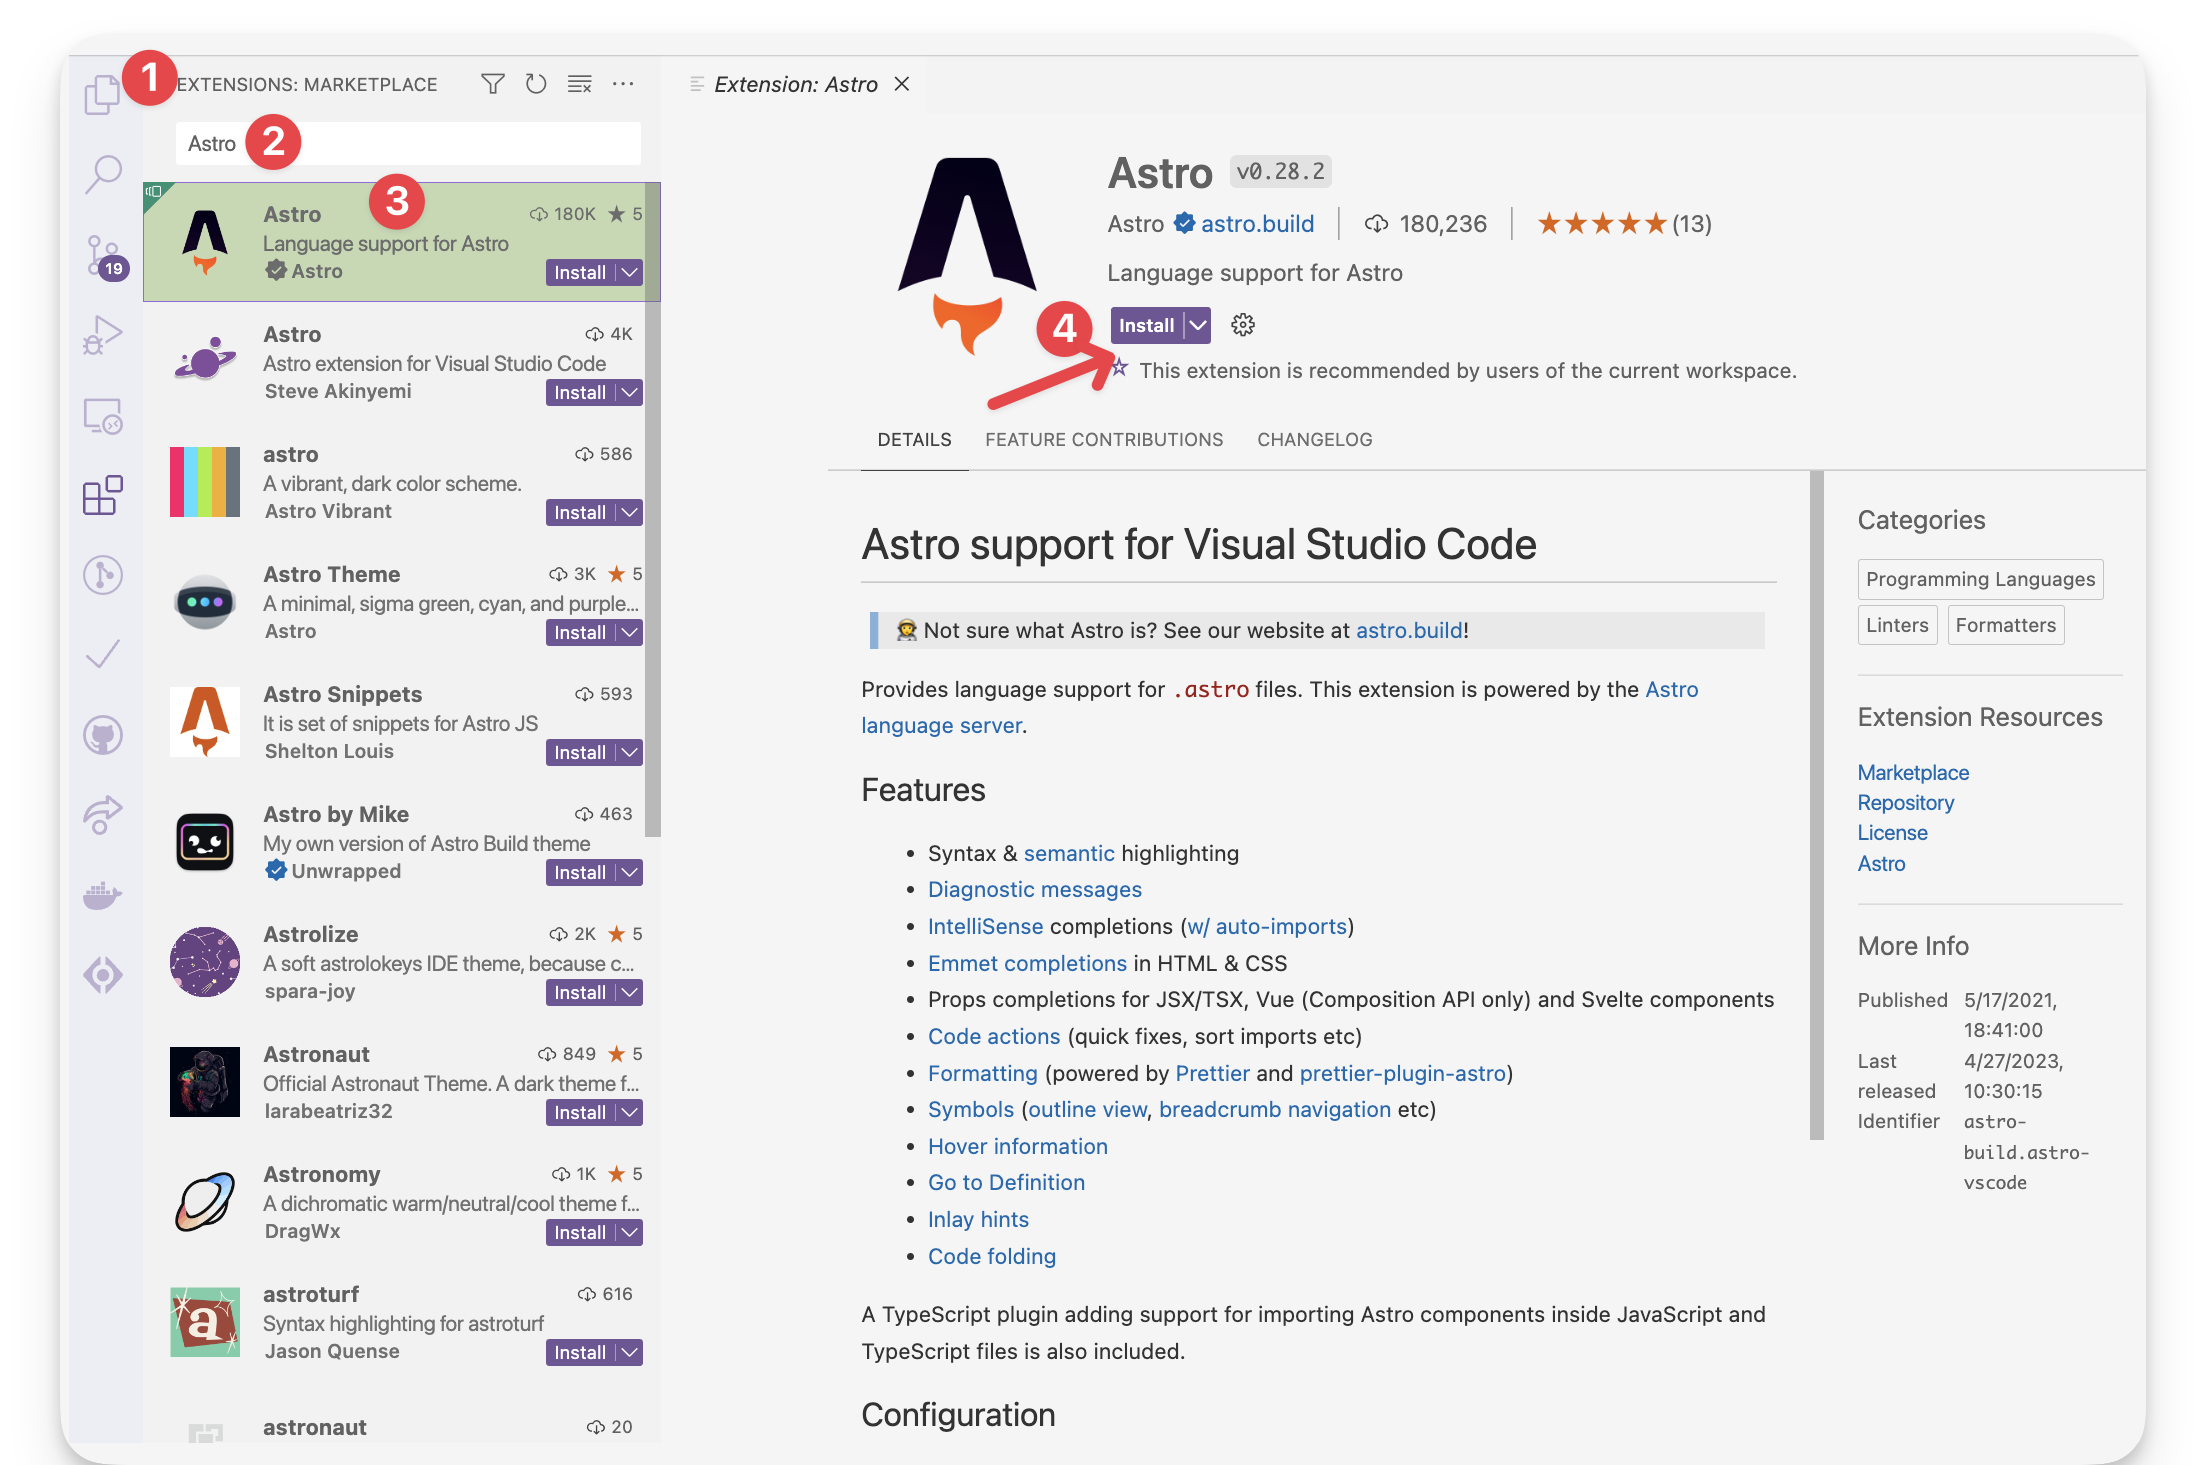 1
EXTENSIONS: MARKETPLACE
Astro
2
19
3
Astro
180K ★ 5
Language support for Astro
Astro
Install
Astro
4K
Astro extension for Visual Studio Code
Steve Akinyemi
Install
astro
586
A vibrant, dark color scheme.
Astro Vibrant
Install
Astro Theme
3K ★ 5
A minimal, sigma green, cyan, and purple...
Astro
Install
Astro Snippets
593
It is set of snippets for Astro JS
Shelton Louis
Install
Astro by Mike
463
My own version of Astro Build theme
Unwrapped
Install
Astrolize
2K ★ 5
A soft astrolokeys IDE theme, because c...
spara-joy
Install
Astronaut
849 ★ 5
Official Astronaut Theme. A dark theme f...
larabeatriz32
Install
Astronomy
1K ★ 5
A dichromatic warm/neutral/cool theme f...
DragWx
Install
astroturf
616
Syntax highlighting for astroturf
Jason Quense
Install
a
astronaut
20
Extension: Astro
Astro v0.28.2
Astro astro.build | 180,236 | ★★★★★ (13)
Language support for Astro
4
Install
This extension is recommended by users of the current workspace.
DETAILS FEATURE CONTRIBUTIONS CHANGELOG
Astro support for Visual Studio Code
🧑‍🚀 Not sure what Astro is? See our website at astro.build!
Provides language support for .astro files. This extension is powered by the Astro
language server.
Features
• Syntax & semantic highlighting
• Diagnostic messages
• IntelliSense completions (w/ auto-imports)
• Emmet completions in HTML & CSS
• Props completions for JSX/TSX, Vue (Composition API only) and Svelte components
• Code actions (quick fixes, sort imports etc)
• Formatting (powered by Prettier and prettier-plugin-astro)
• Symbols (outline view, breadcrumb navigation etc)
• Hover information
• Go to Definition
• Inlay hints
• Code folding
A TypeScript plugin adding support for importing Astro components inside JavaScript and
TypeScript files is also included.
Configuration
Categories
Programming Languages
Linters Formatters
Extension Resources
Marketplace
Repository
License
Astro
More Info
Published 5/17/2021,
18:41:00
Last 4/27/2023,
released 10:30:15
Identifier astro-
build.astro-
vscode